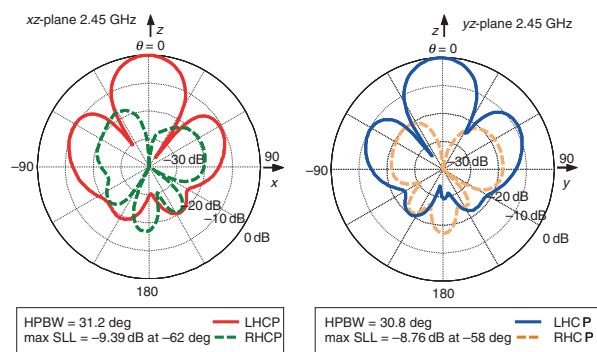 xz-plane 2.45 GHz
z
θ = 0
−30 dB
−90
90
x
−20 dB
−10 dB
0 dB
180
HPBW = 31.2 deg
LHCP
max SLL = −9.39 dB at −62 deg
RHCP
yz-plane 2.45 GHz
z
θ = 0
−30 dB
−90
90
y
−20 dB
−10 dB
0 dB
180
HPBW = 30.8 deg
LHC P
max SLL = −8.76 dB at −58 deg
RHC P